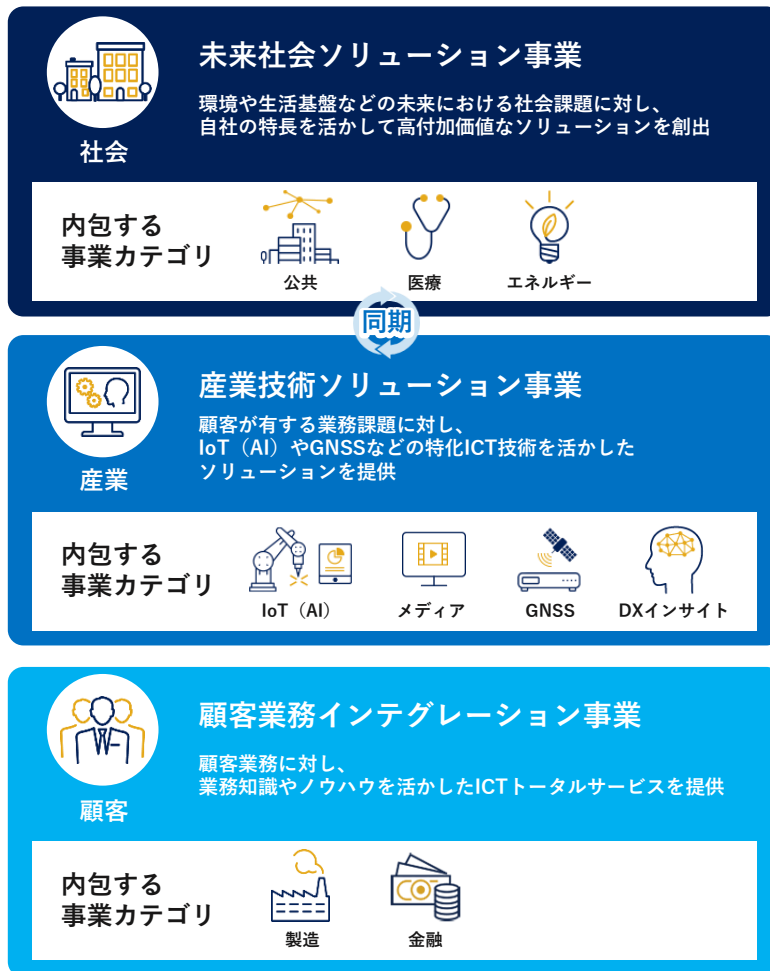 未来社会ソリューション事業
環境や生活基盤などの未来における社会課題に対し、
自社の特長を活かして高付加価値なソリューションを創出
社会
内包する
事業カテゴリ
公共
医療
エネルギー
同期
産業技術ソリューション事業
顧客が有する業務課題に対し、
IoT（AI）やGNSSなどの特化ICT技術を活かした
ソリューションを提供
産業
内包する
事業カテゴリ
IoT（AI）
メディア
GNSS
DXインサイト
顧客業務インテグレーション事業
顧客業務に対し、
業務知識やノウハウを活かしたICTトータルサービスを提供
顧客
内包する
事業カテゴリ
製造
金融